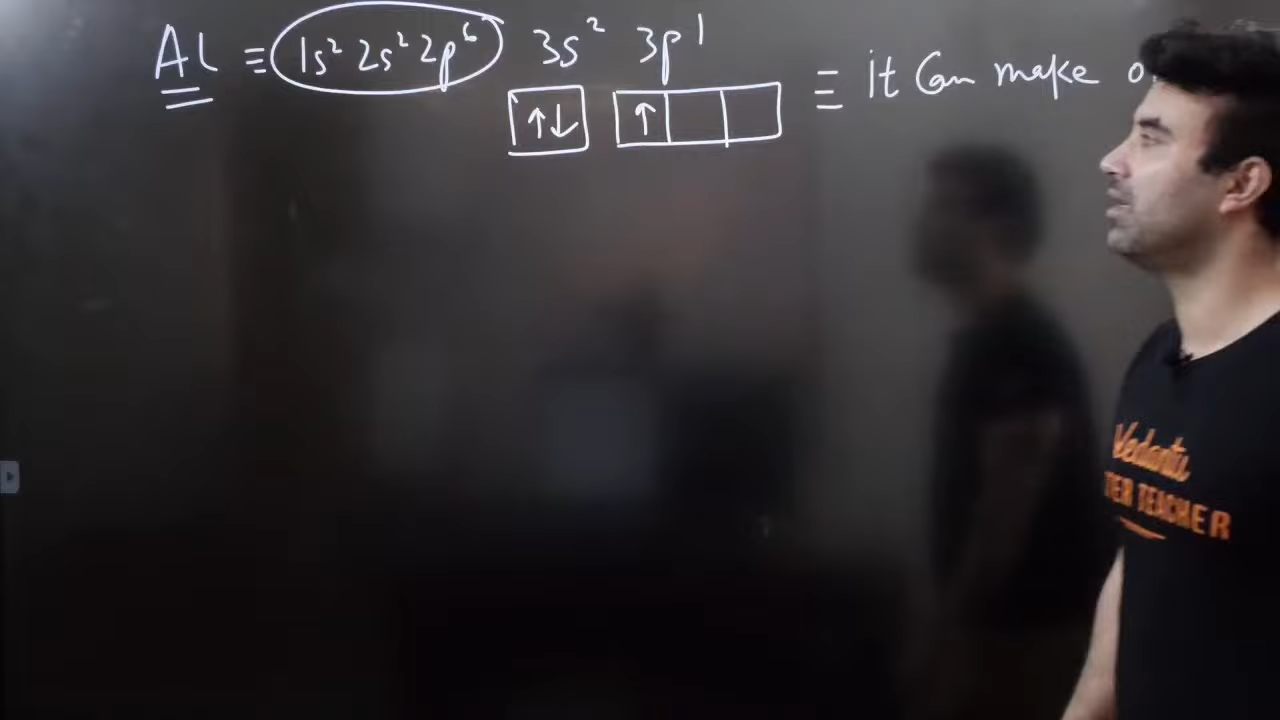 Al ≡ 1s² 2s² 2p⁶ 3s² 3p¹
↑↓ ↑ ≡ It Can make
Vedantu
TEACHER